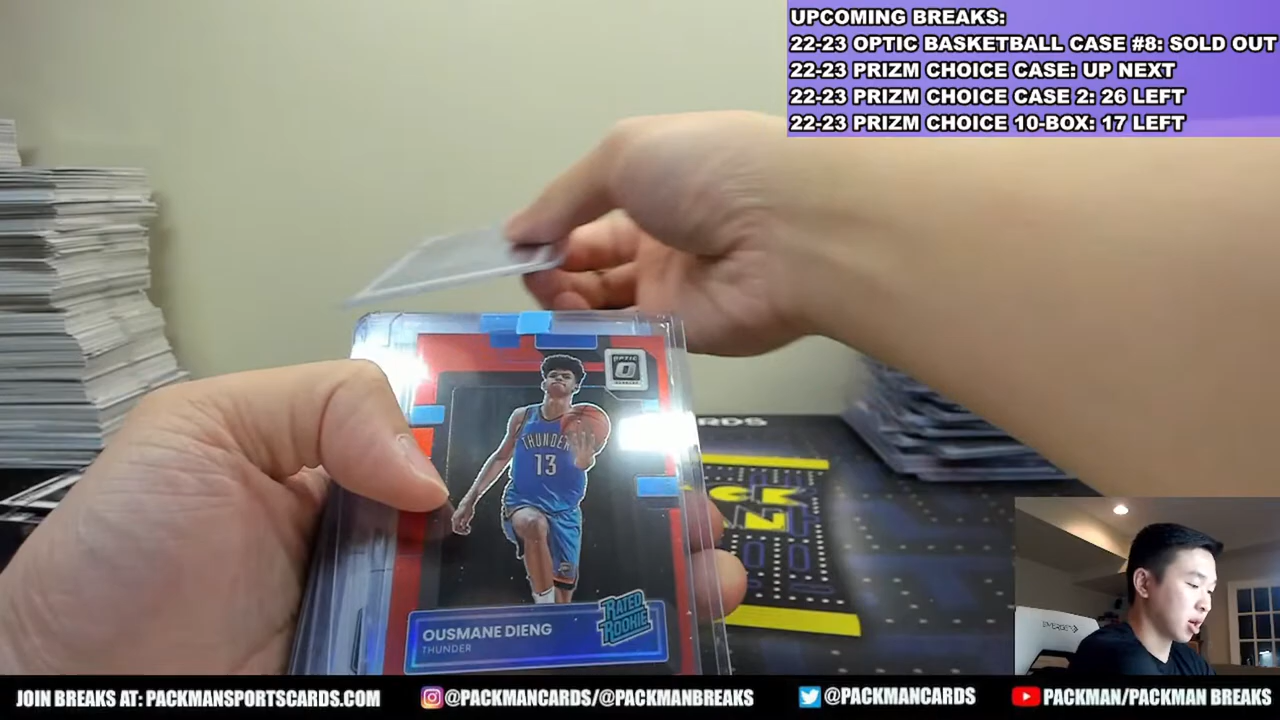 UPCOMING BREAKS:
22-23 OPTIC BASKETBALL CASE #8: SOLD OUT
22-23 PRIZM CHOICE CASE: UP NEXT
22-23 PRIZM CHOICE CASE 2: 26 LEFT
22-23 PRIZM CHOICE 10-BOX: 17 LEFT
OPTIC
THUNDER
13
RATED
ROOKIE
OUSMANE DIENG
THUNDER
JOIN BREAKS AT: PACKMANSPORTSCARDS.COM
@PACKMANCARDS/@PACKMANBREAKS
@PACKMANCARDS
PACKMAN/PACKMAN BREAKS